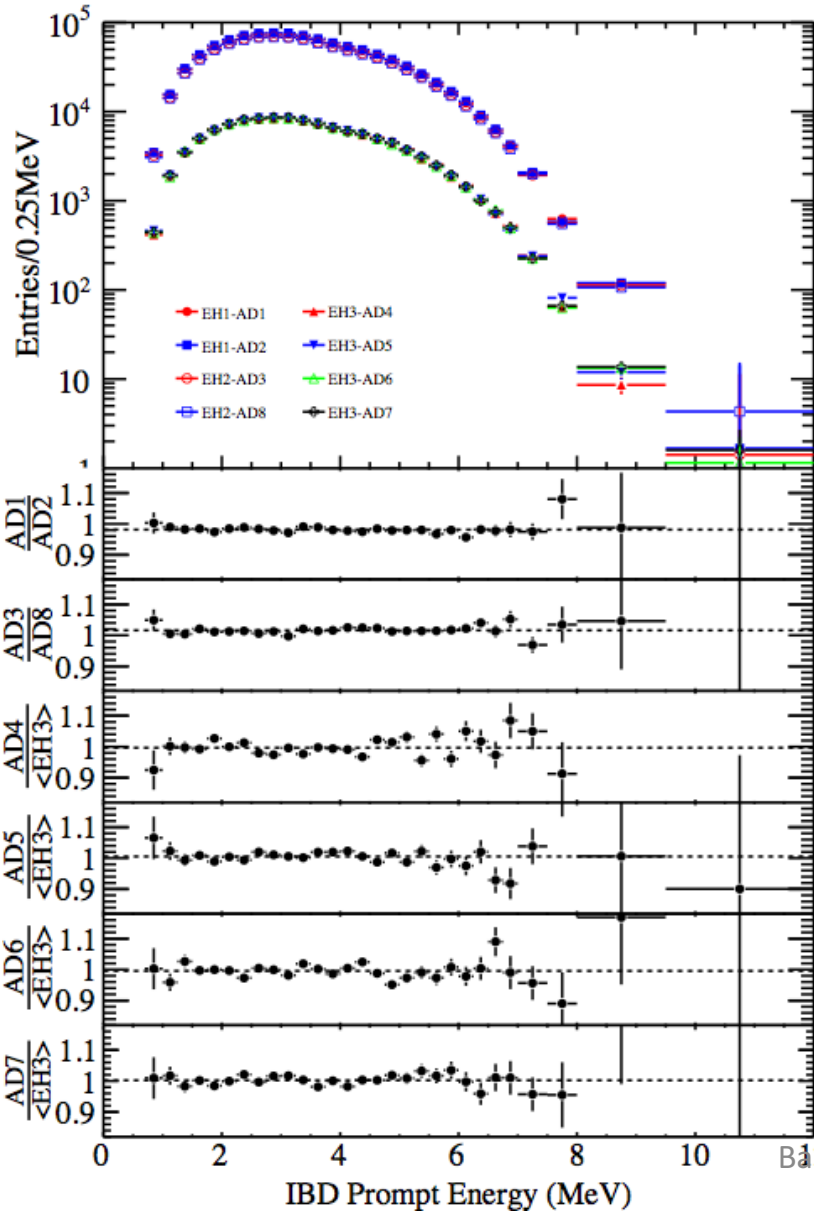 Entries/0.25MeV
10^5
10^4
10^3
10^2
10
1
EH1-AD1 EH3-AD4
EH1-AD2 EH3-AD5
EH2-AD3 EH3-AD6
EH2-AD8 EH3-AD7
AD1
AD2
1.1
1
0.9
AD3
AD8
1.1
1
0.9
AD4
<EH3>
1.1
1
0.9
AD5
<EH3>
1.1
1
0.9
AD6
<EH3>
1.1
1
0.9
AD7
<EH3>
1.1
1
0.9
0 2 4 6 8 10
IBD Prompt Energy (MeV)